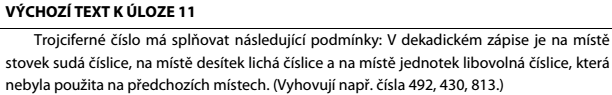 VÝCHOZÍ TEXT K ÚLOZE 11
Trojciferné číslo má splňovat následující podmínky: V dekadickém zápise je na místě
stovek sudá číslice, na místě desítek lichá číslice a na místě jednotek libovolná číslice, která
nebyla použita na předchozích místech. (Vyhovují např. čísla 492, 430, 813.)